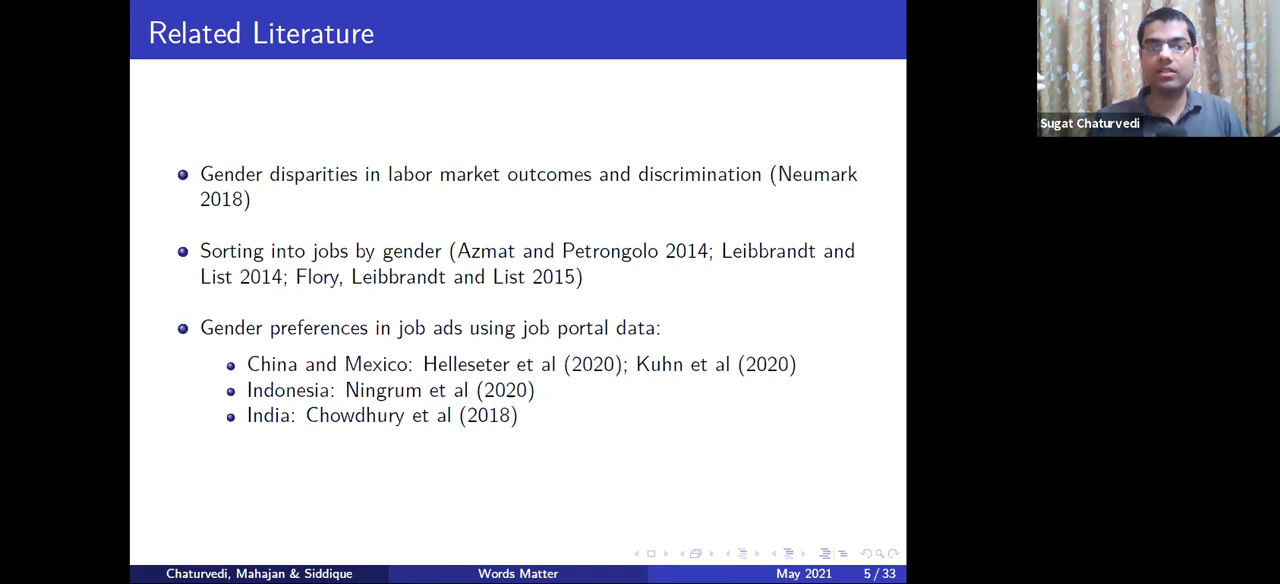 Related Literature
Sugat Chaturvedi
Gender disparities in labor market outcomes and discrimination (Neumark
2018)
Sorting into jobs by gender (Azmat and Petrongolo 2014; Leibbrandt and
List 2014; Flory, Leibbrandt and List 2015)
Gender preferences in job ads using job portal data:
China and Mexico: Helleseter et al (2020); Kuhn et al (2020)
Indonesia: Ningrum et al (2020)
India: Chowdhury et al (2018)
Chaturvedi, Mahajan & Siddique Words Matter May 2021 5 / 33